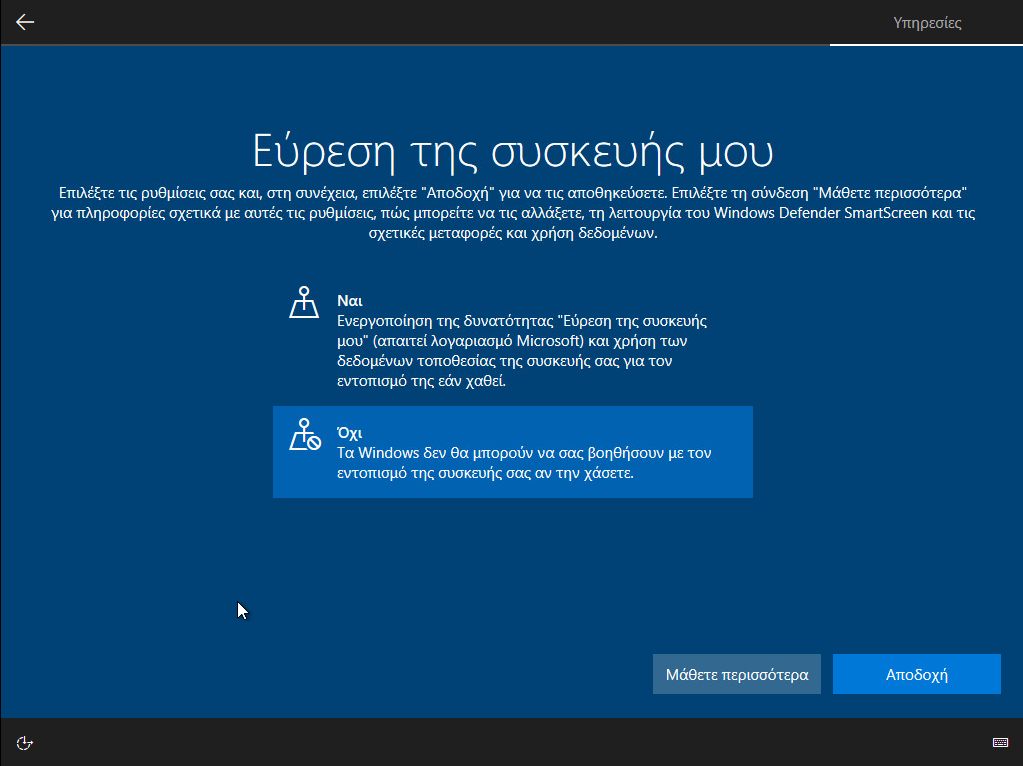 Υπηρεσίες
Εύρεση της συσκευής μου
Επιλέξτε τις ρυθμίσεις σας και, στη συνέχεια, επιλέξτε "Αποδοχή" για να τις αποθηκεύσετε. Επιλέξτε τη σύνδεση "Μάθετε περισσότερα"
για πληροφορίες σχετικά με αυτές τις ρυθμίσεις, πώς μπορείτε να τις αλλάξετε, τη λειτουργία του Windows Defender SmartScreen και τις
σχετικές μεταφορές και χρήση δεδομένων.
Ναι
Ενεργοποίηση της δυνατότητας "Εύρεση της συσκευής
μου" (απαιτεί λογαριασμό Microsoft) και χρήση των
δεδομένων τοποθεσίας της συσκευής σας για τον
εντοπισμό της εάν χαθεί.
Όχι
Τα Windows δεν θα μπορούν να σας βοηθήσουν με τον
εντοπισμό της συσκευής σας αν την χάσετε.
Μάθετε περισσότερα
Αποδοχή